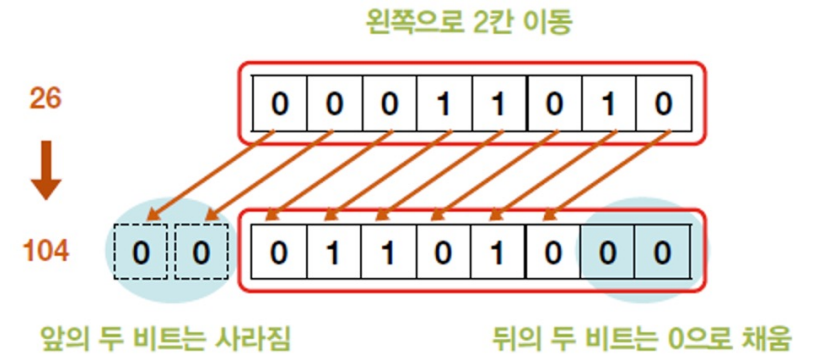 왼쪽으로 2칸 이동
26 0 0 0 1 1 0 1 0
104 0 0 0 1 1 0 1 0 0 0
앞의 두 비트는 사라짐 뒤의 두 비트는 0으로 채움